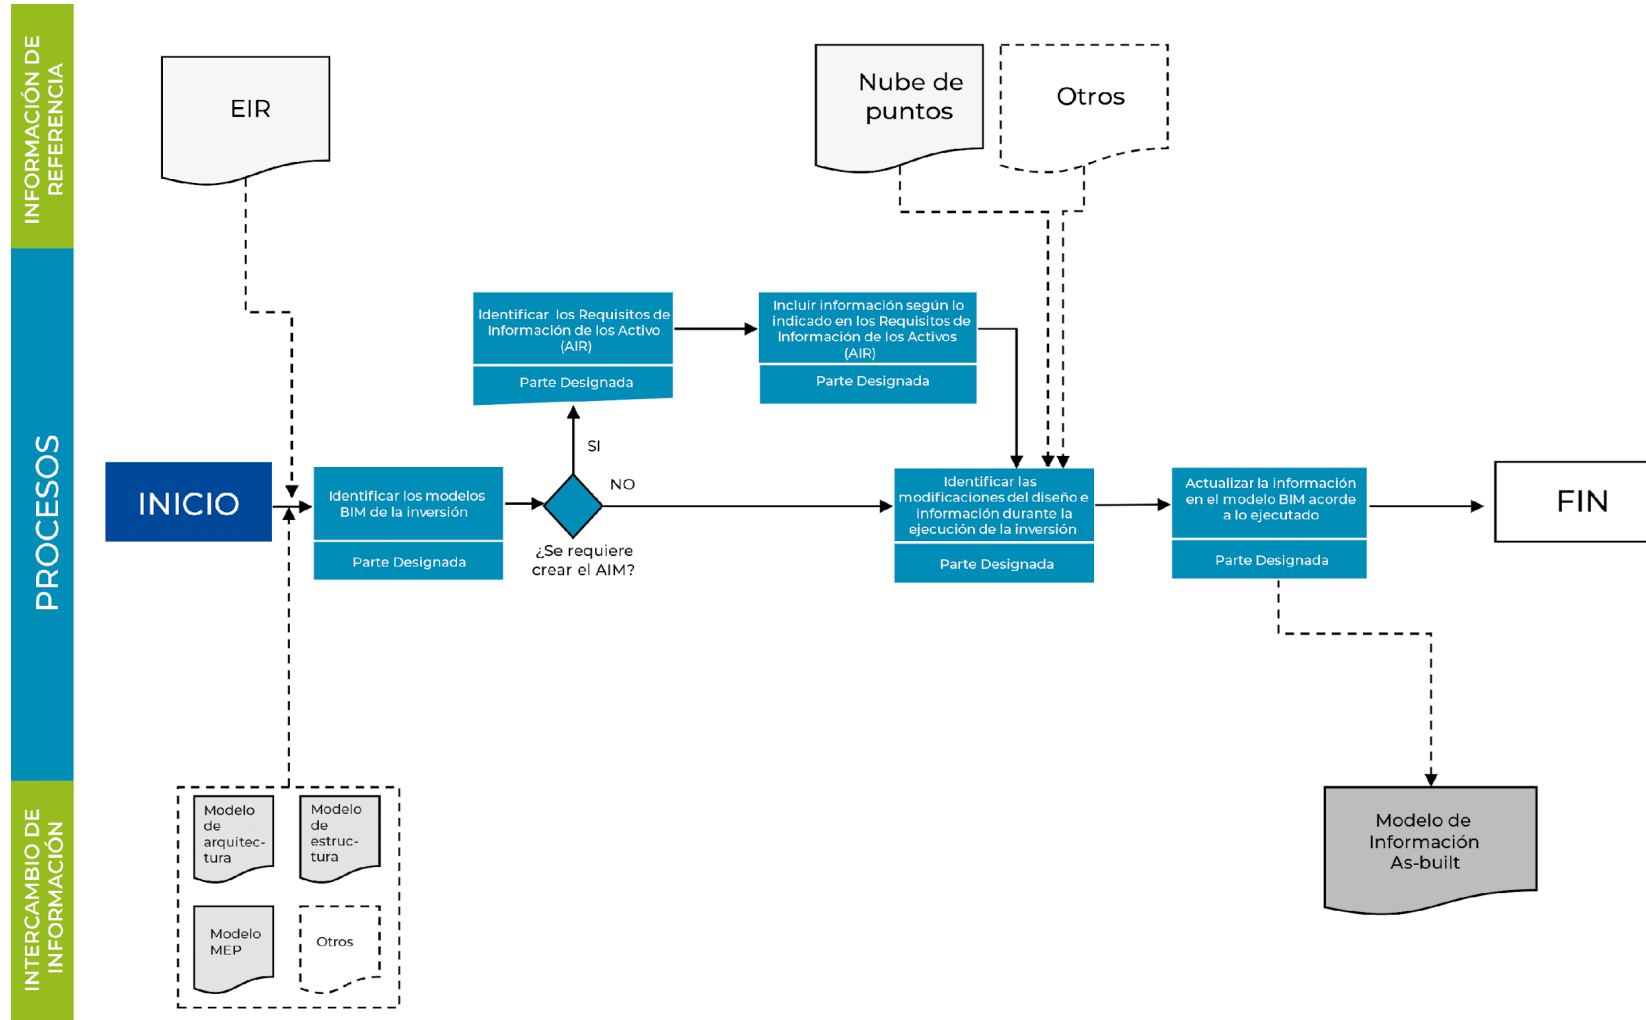 INFORMACIÓN DE
REFERENCIA
EIR
Nube de
puntos
Otros
PROCESOS
INICIO
Identificar los modelos
BIM de la inversión
Parte Designada
¿Se requiere
crear el AIM?
SI
NO
Identificar los Requisitos de
Información de los Activo
(AIR)
Parte Designada
Incluir información según lo
indicado en los Requisitos de
Información de los Activos
(AIR)
Parte Designada
Identificar las
modificaciones del diseño e
información durante la
ejecución de la inversión
Parte Designada
Actualizar la información
en el modelo BIM acorde
a lo ejecutado
Parte Designada
FIN
INTERCAMBIO DE
INFORMACIÓN
Modelo
de
arquitec-
tura
Modelo
de
estruc-
tura
Modelo
MEP
Otros
Modelo de
Información
As-built